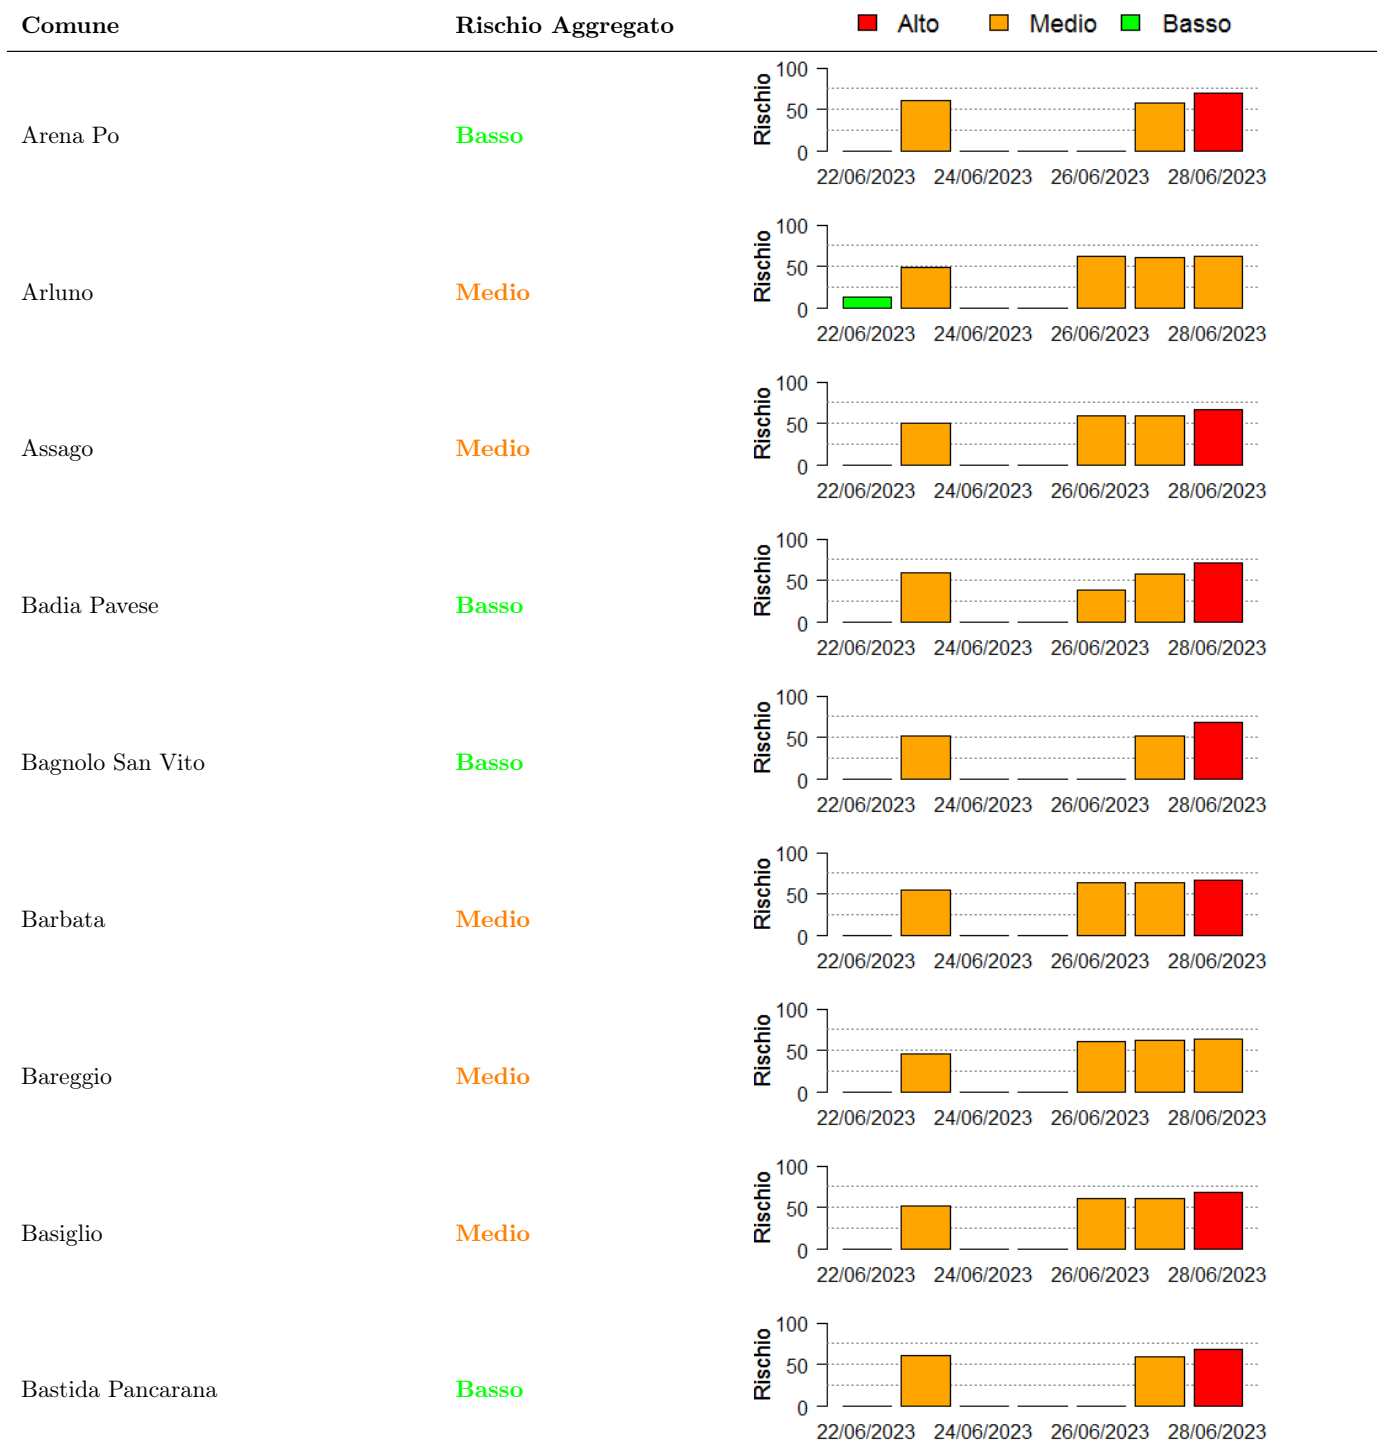 Comune Rischio Aggregato Alto Medio Basso
100
50
0
Rischio
Arena Po Basso
22/06/2023 24/06/2023 26/06/2023 28/06/2023
100
50
0
Rischio
Arluno Medio
22/06/2023 24/06/2023 26/06/2023 28/06/2023
100
50
0
Rischio
Assago Medio
22/06/2023 24/06/2023 26/06/2023 28/06/2023
100
50
0
Rischio
Badia Pavese Basso
22/06/2023 24/06/2023 26/06/2023 28/06/2023
100
50
0
Rischio
Bagnolo San Vito Basso
22/06/2023 24/06/2023 26/06/2023 28/06/2023
100
50
0
Rischio
Barbata Medio
22/06/2023 24/06/2023 26/06/2023 28/06/2023
100
50
0
Rischio
Bareggio Medio
22/06/2023 24/06/2023 26/06/2023 28/06/2023
100
50
0
Rischio
Basiglio Medio
22/06/2023 24/06/2023 26/06/2023 28/06/2023
100
50
0
Rischio
Bastida Pancarana Basso
22/06/2023 24/06/2023 26/06/2023 28/06/2023